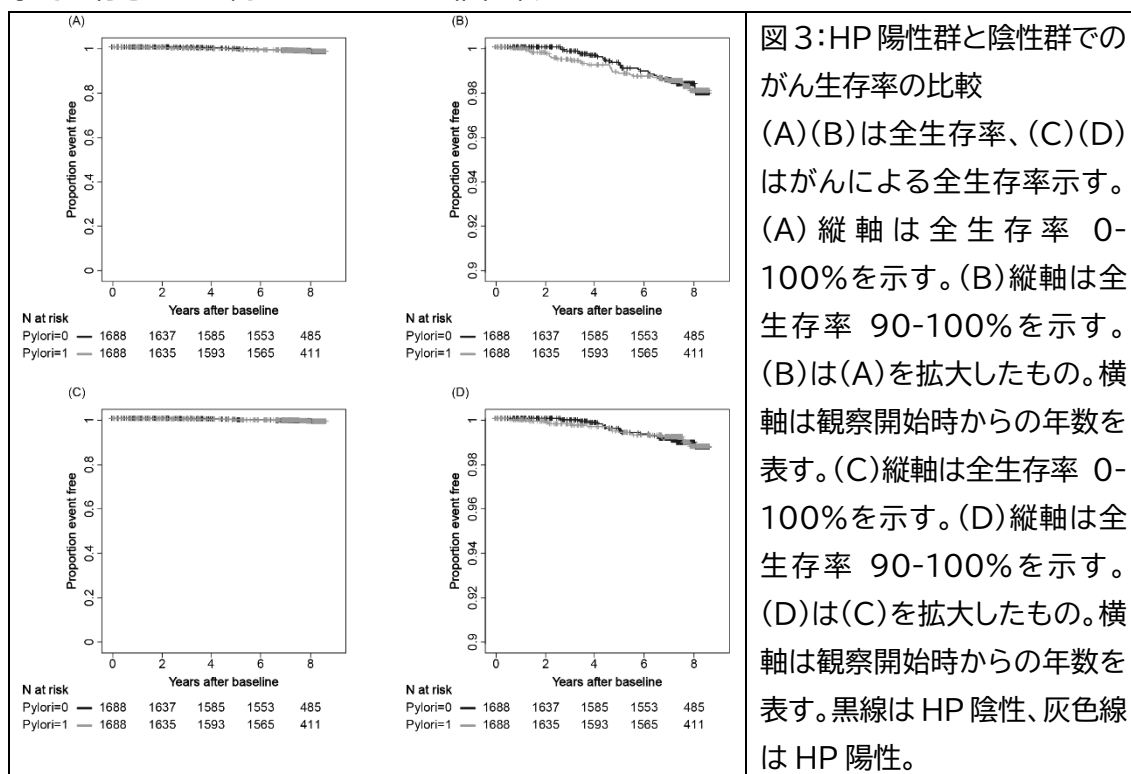 (A)
Proportion event free
1
0.8
0.6
0.4
0.2
0
0 2 4 6 8
Years after baseline
N at risk
Pylori=0 1688 1637 1585 1553 485
Pylori=1 1688 1635 1593 1565 411
(B)
Proportion event free
1
0.98
0.96
0.94
0.92
0.9
0 2 4 6 8
Years after baseline
N at risk
Pylori=0 1688 1637 1585 1553 485
Pylori=1 1688 1635 1593 1565 411
(C)
Proportion event free
1
0.8
0.6
0.4
0.2
0
0 2 4 6 8
Years after baseline
N at risk
Pylori=0 1688 1637 1585 1553 485
Pylori=1 1688 1635 1593 1565 411
(D)
Proportion event free
1
0.98
0.96
0.94
0.92
0.9
0 2 4 6 8
Years after baseline
N at risk
Pylori=0 1688 1637 1585 1553 485
Pylori=1 1688 1635 1593 1565 411
図3:HP陽性群と陰性群での
がん生存率の比較
(A)(B)は全生存率、(C)(D)
はがんによる全生存率示す。
(A)縦軸は全生存率 0-
100%を示す。(B)縦軸は全
生存率 90-100%を示す。
(B)は(A)を拡大したもの。横
軸は観察開始時からの年数を
表す。(C)縦軸は全生存率 0-
100%を示す。(D)縦軸は全
生存率 90-100%を示す。
(D)は(C)を拡大したもの。横
軸は観察開始時からの年数を
表す。黒線はHP陰性、灰色線
はHP陽性。